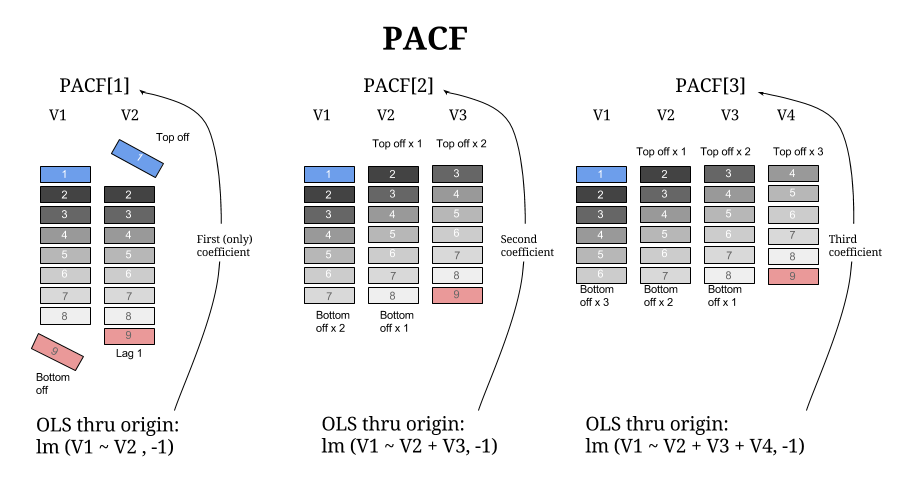 PACF
PACF[1]
V1 V2
Top off
1
1
2 2
3 3
4 4
5 5
6 6
7 7
8 8
9
9
Lag 1
Bottom
off
First (only)
coefficient
OLS thru origin:
lm (V1 ~ V2 , -1)
PACF[2]
V1 V2 V3
Top off x 1 Top off x 2
1 2 3
2 3 4
3 4 5
4 5 6
5 6 7
6 7 8
7 8 9
Bottom
off x 2
Bottom
off x 1
Second
coefficient
OLS thru origin:
lm (V1 ~ V2 + V3, -1)
PACF[3]
V1 V2 V3 V4
Top off x 1 Top off x 2 Top off x 3
1 2 3 4
2 3 4 5
3 4 5 6
4 5 6 7
5 6 7 8
6 7 8 9
Bottom
off x 3
Bottom
off x 2
Bottom
off x 1
Third
coefficient
OLS thru origin:
lm (V1 ~ V2 + V3 + V4, -1)